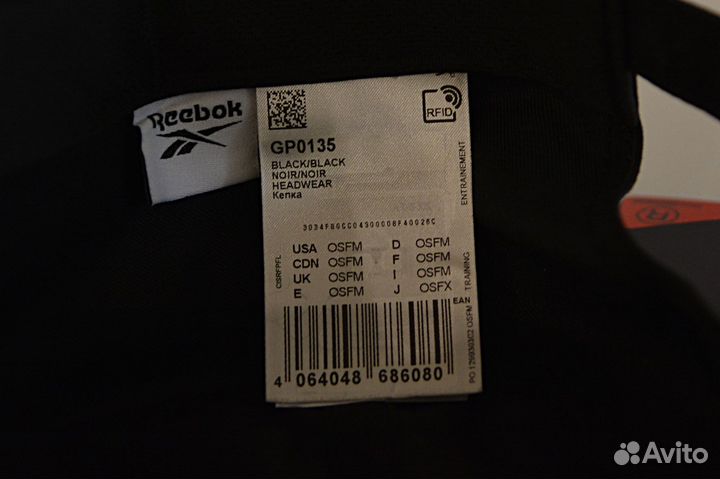 Reebok
RFID
GP0135
BLACK/BLACK
NOIR/NOIR
HEADWEAR
Кепка
ENTRAINEMENT
USA OSFM D OSFM
CDN OSFM F OSFM
UK OSFM I OSFM
E OSFM J OSFX
TRAINING
EAN
4 064048 686080
Avito